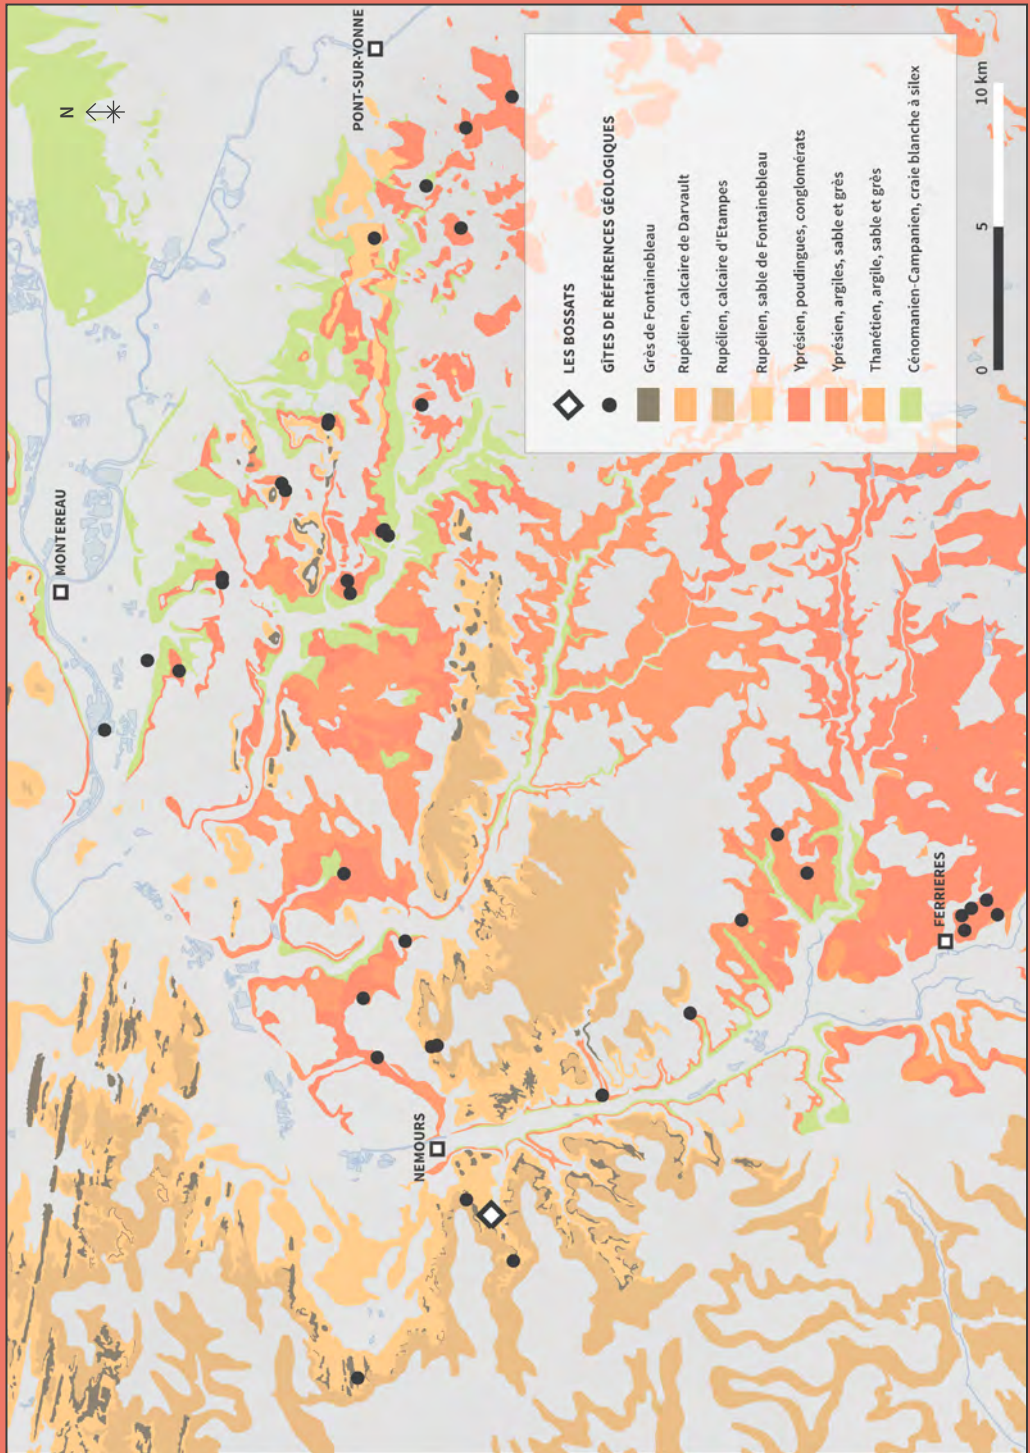 N
MONTEREAU
PONT-SUR-YONNE
NEMOURS
FERRIERES
LES BOSSATS
GÎTES DE RÉFÉRENCES GÉOLOGIQUES
Grès de Fontainebleau
Rupélien, calcaire de Darvault
Rupélien, calcaire d'Etampes
Rupélien, sable de Fontainebleau
Yprésien, poudingues, conglomérats
Yprésien, argiles, sable et grès
Thanétien, argile, sable et grès
Cénomanien-Campanien, craie blanche à silex
0 5 10 km